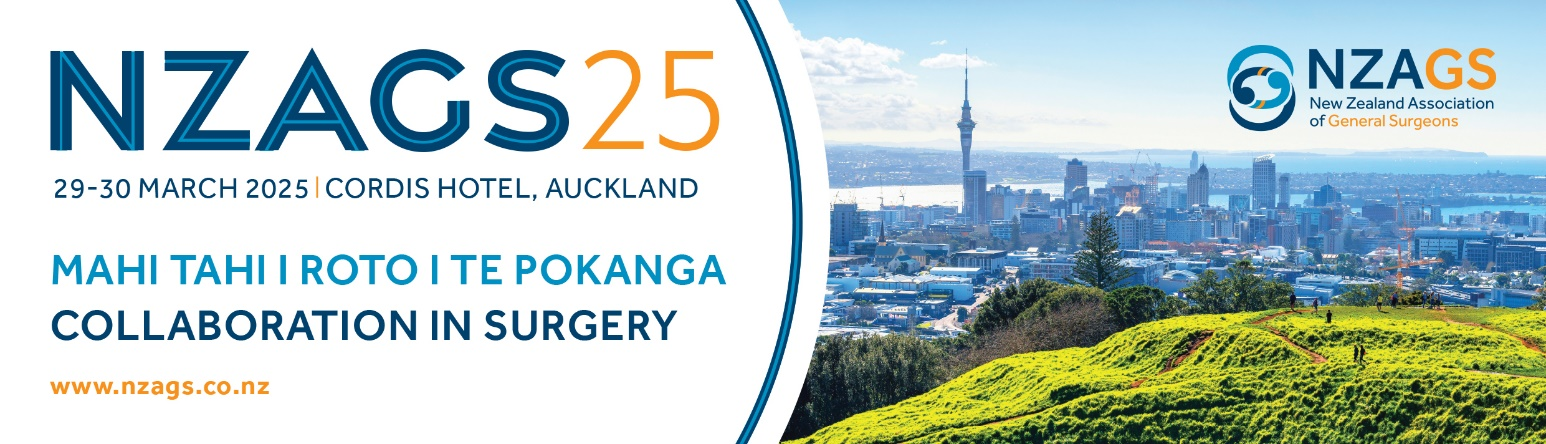 NZAGS25
29-30 MARCH 2025 | CORDIS HOTEL, AUCKLAND
MAHI TAHI I ROTO I TE POKANGA
COLLABORATION IN SURGERY
www.nzags.co.nz
NZAGS
New Zealand Association
of General Surgeons